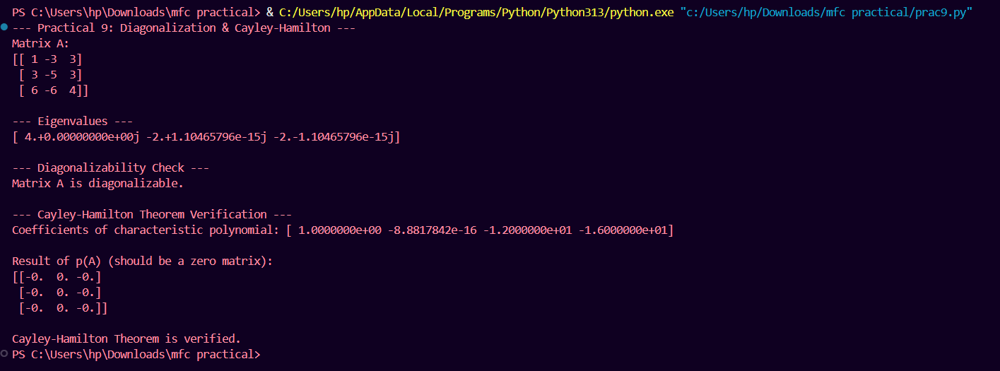 PS C:\Users\hp\Downloads\mfc practical> & C:/Users/hp/AppData/Local/Programs/Python/Python313/python.exe "c:/Users/hp/Downloads/mfc practical/prac9.py"
--- Practical 9: Diagonalization & Cayley-Hamilton ---
Matrix A:
[[ 1 -3  3]
 [ 3 -5  3]
 [ 6 -6  4]]
--- Eigenvalues ---
[ 4.+0.00000000e+00j -2.+1.10465796e-15j -2.-1.10465796e-15j]
--- Diagonalizability Check ---
Matrix A is diagonalizable.
--- Cayley-Hamilton Theorem Verification ---
Coefficients of characteristic polynomial: [ 1.0000000e+00 -8.8817842e-16 -1.2000000e+01 -1.6000000e+01]
Result of p(A) (should be a zero matrix):
[[-0.  0. -0.]
 [-0.  0. -0.]
 [-0.  0. -0.]]
Cayley-Hamilton Theorem is verified.
PS C:\Users\hp\Downloads\mfc practical>